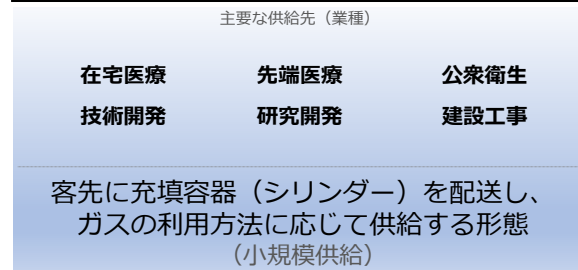 主要な供給先（業種）
在宅医療 先端医療 公衆衛生
技術開発 研究開発 建設工事
客先に充填容器（シリンダー）を配送し、
ガスの利用方法に応じて供給する形態
（小規模供給）